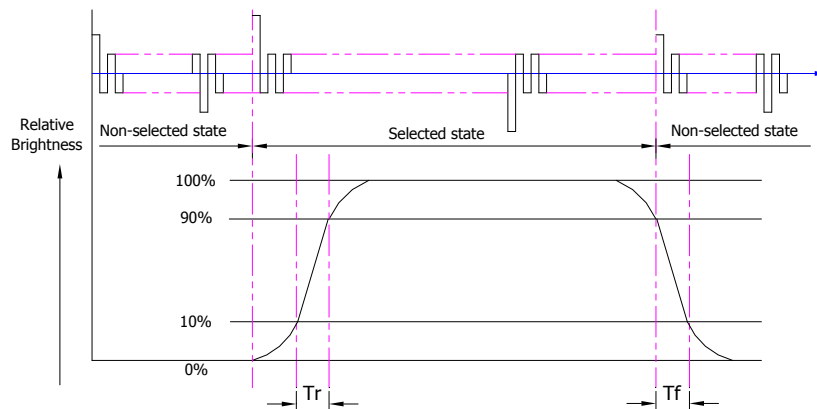 Relative
Brightness
Non-selected state
Selected state
Non-selected state
100%
90%
10%
0%
Tr
Tf